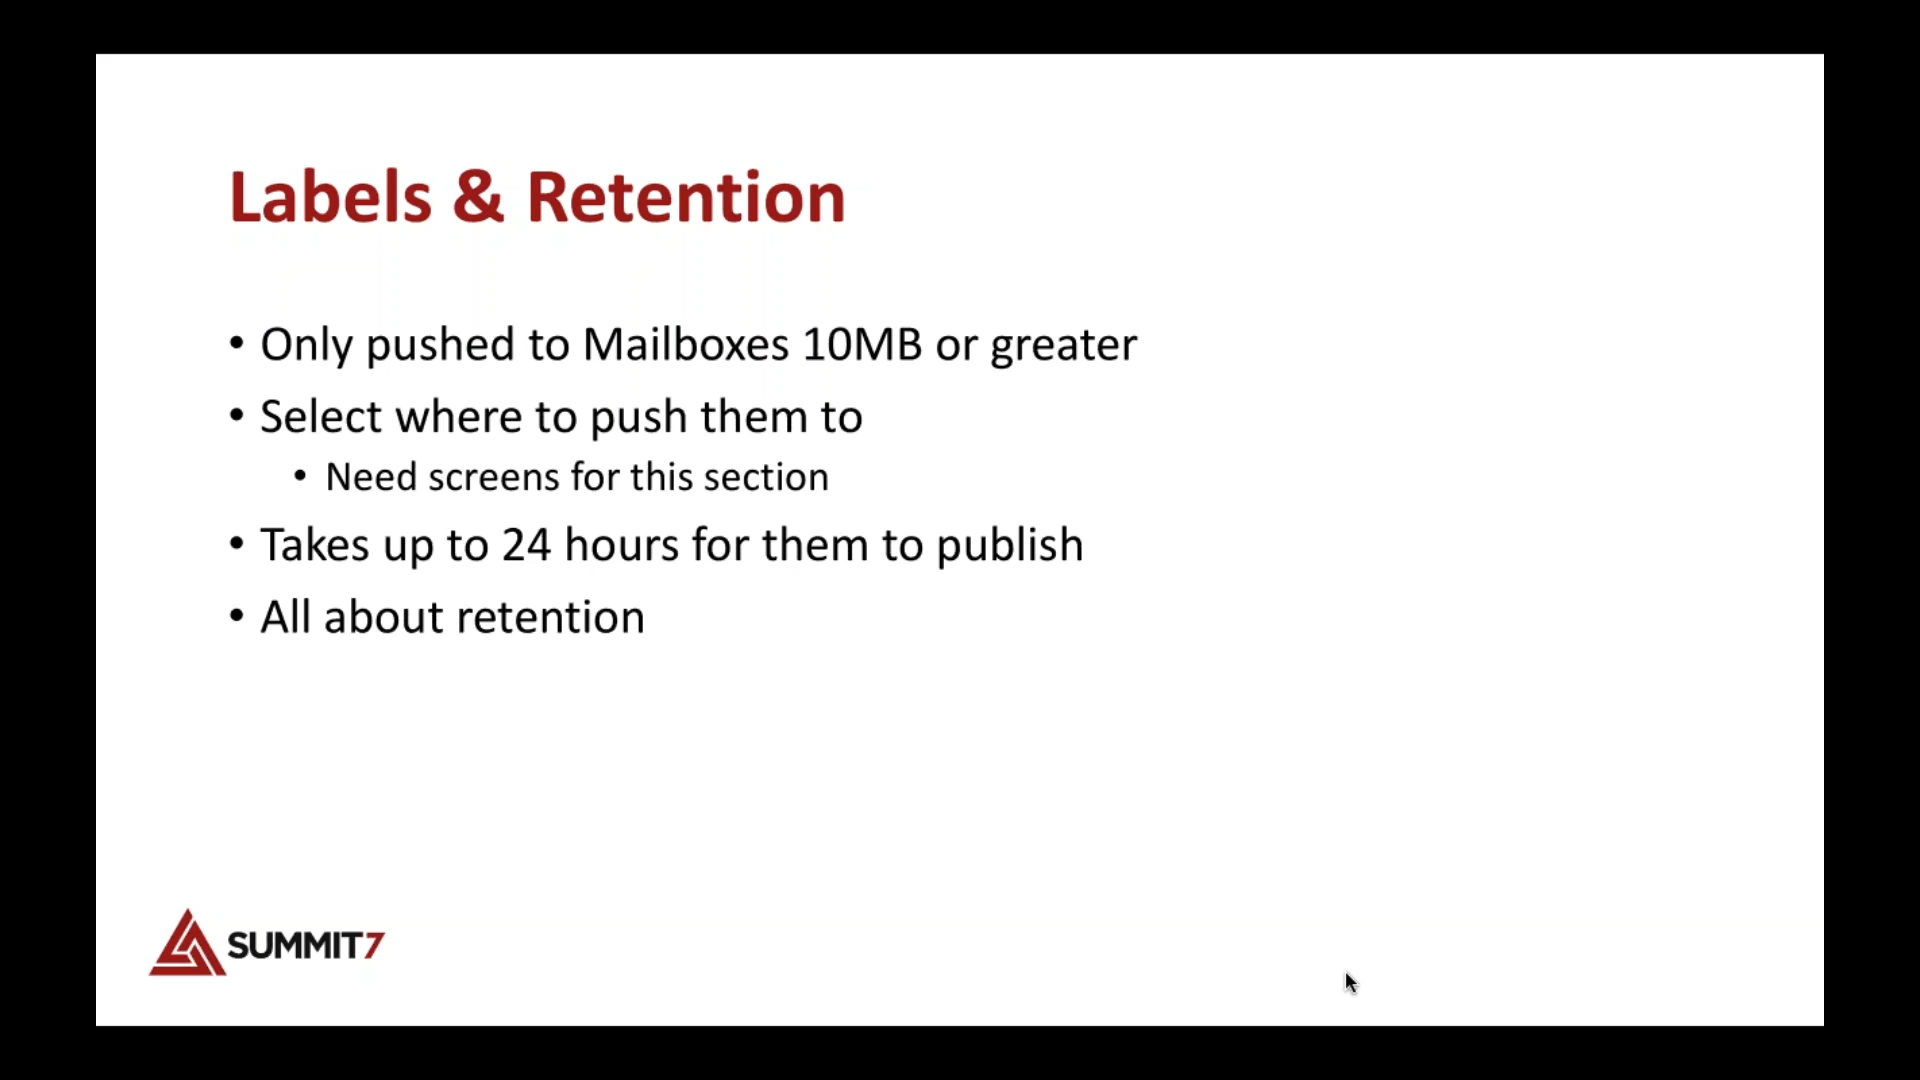 Labels & Retention
• Only pushed to Mailboxes 10MB or greater
• Select where to push them to
• Need screens for this section
• Takes up to 24 hours for them to publish
• All about retention
SUMMIT7